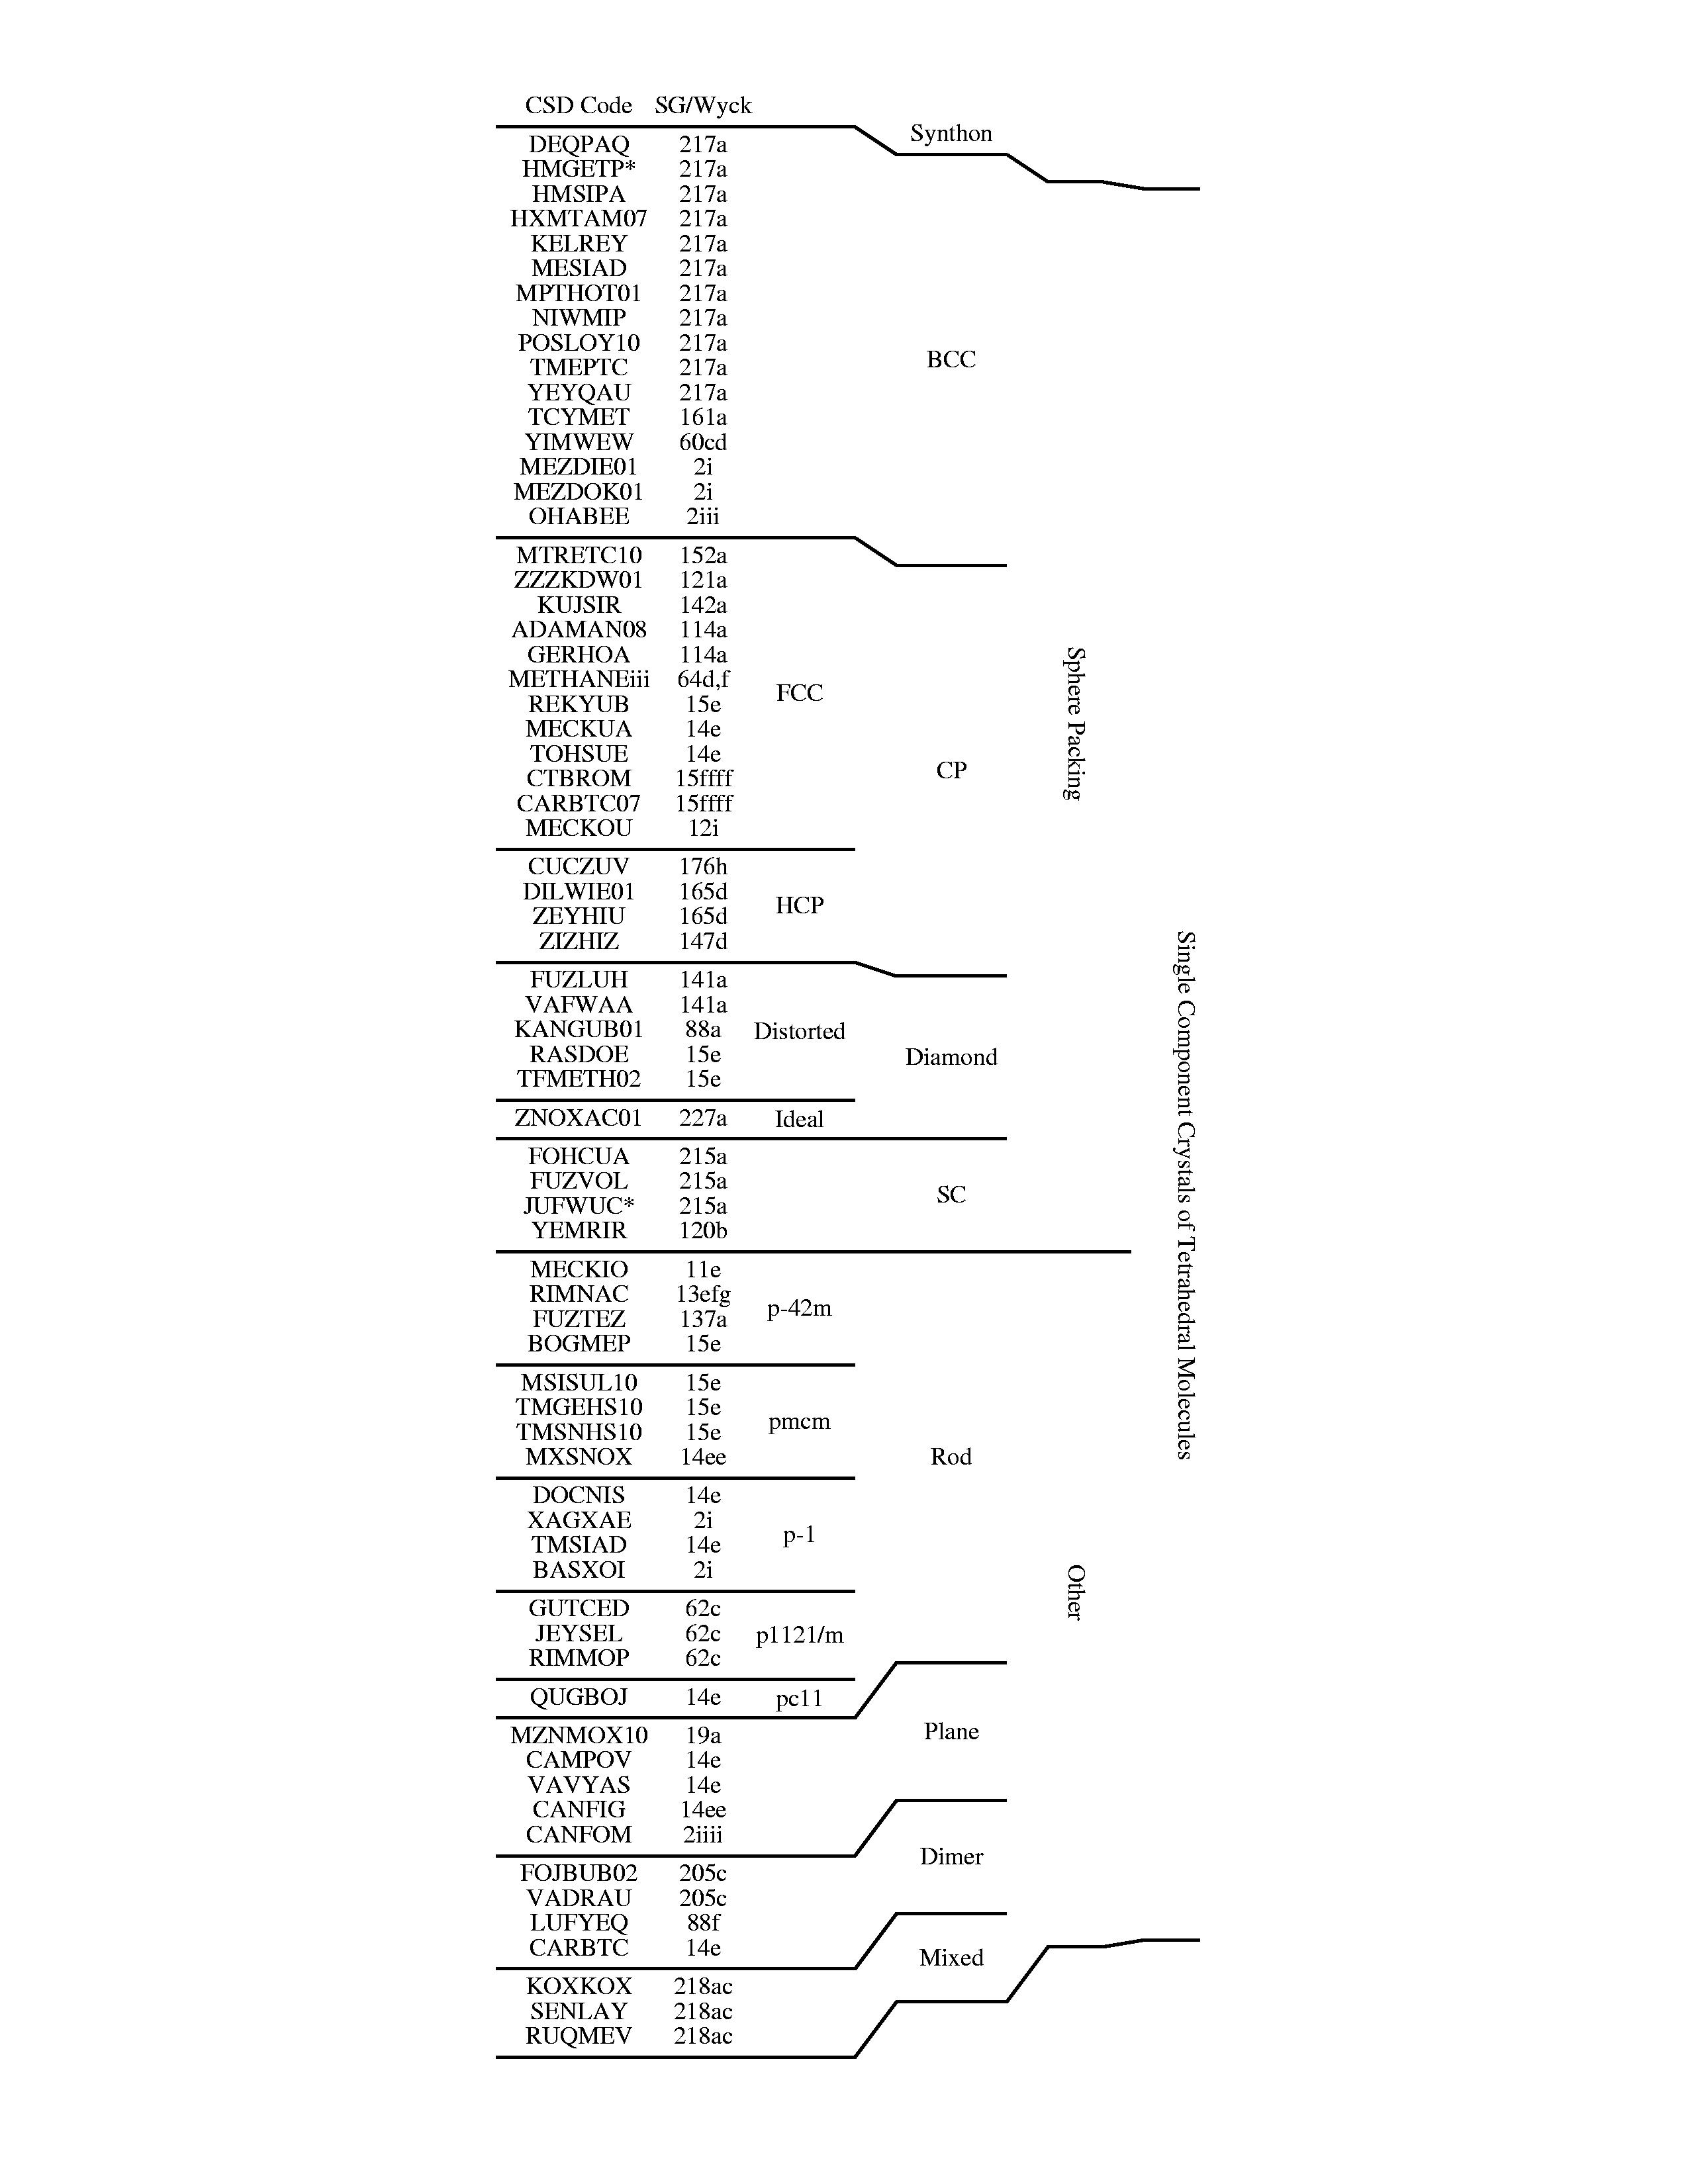 CSD Code SG/Wyck
Synthon
DEQPAQ 217a
HMGETP* 217a
HMSIPA 217a
HXMTAM07 217a
KELREY 217a
MESIAD 217a
MPTHOT01 217a
NIWMIP 217a
POSLOY10 217a
BCC
TMEPTC 217a
YEYQAU 217a
TCYMET 161a
YIMWEW 60cd
MEZDIE01 2i
MEZDOK01 2i
OHABEE 2iii
MTRETC10 152a
ZZZKDW01 121a
KUJSIR 142a
ADAMAN08 114a
GERHOA 114a
METHANEiii 64d,f
FCC
REKYUB 15e
MECKUA 14e
Sphere Packing
TOHSUE 14e
CP
CTBROM 15ffff
CARBTC07 15ffff
MECKOU 12i
CUCZUV 176h
DILWIE01 165d
HCP
ZEYHIU 165d
ZIZHIZ 147d
FUZLUH 141a
VAFWAA 141a
KANGUB01 88a Distorted
RASDOE 15e
Diamond
TFMETH02 15e
ZNOXAC01 227a Ideal
FOHCUA 215a
FUZVOL 215a
SC
Single Component Crystals of Tetrahedral Molecules
JUFWUC* 215a
YEMRIR 120b
MECKIO 11e
RIMNAC 13efg
p-42m
FUZTEZ 137a
BOGMEP 15e
MSISUL10 15e
TMGEHS10 15e
pmcm
TMSNHS10 15e
MXSNOX 14ee
Rod
DOCNIS 14e
XAGXAE 2i
p-1
TMSIAD 14e
BASXOI 2i
Other
GUTCED 62c
JEYSEL 62c p1121/m
RIMMOP 62c
QUGBOJ 14e pc11
MZNMOX10 19a
Plane
CAMPOV 14e
VAVYAS 14e
CANFIG 14ee
CANFOM 2iiii
Dimer
FOJBUB02 205c
VADRAU 205c
LUFYEQ 88f
CARBTC 14e
Mixed
KOXKOX 218ac
SENLAY 218ac
RUQMEV 218ac